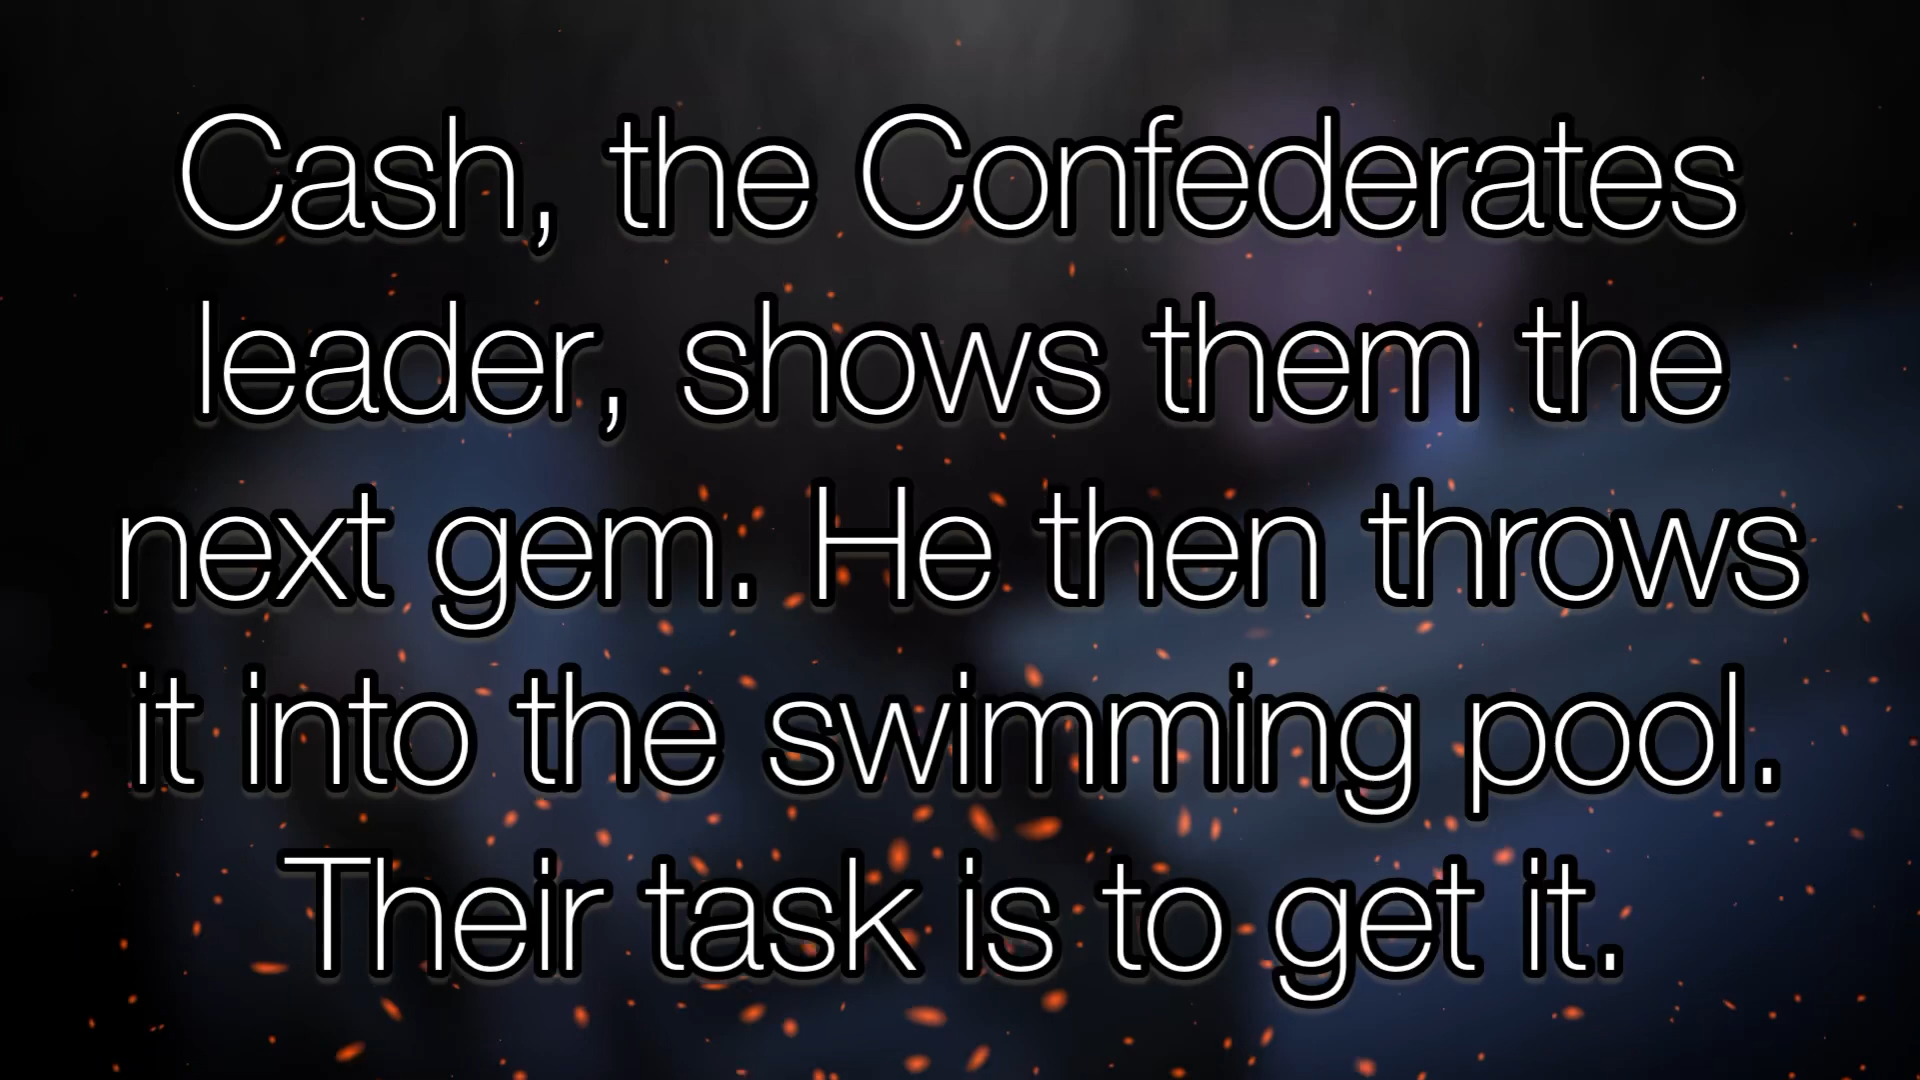 Cash, the Confederates
leader, shows them the
next gem. He then throws
it into the swimming pool.
Their task is to get it.